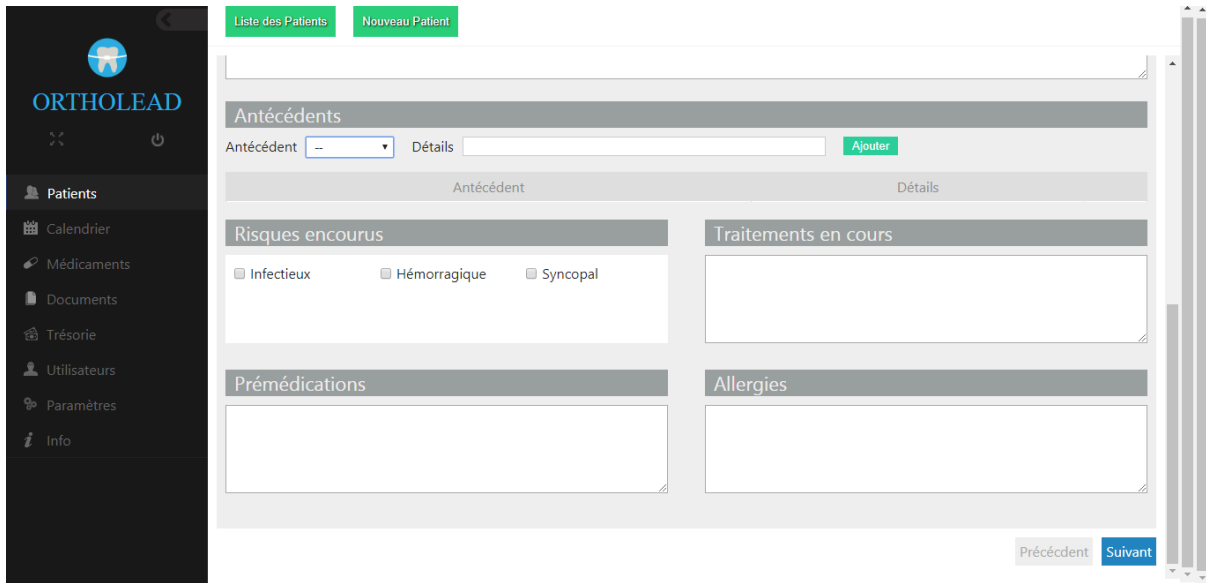 Liste des Patients
Nouveau Patient
ORTHOLEAD
Patients
Calendrier
Médicaments
Documents
Trésorie
Utilisateurs
Paramètres
Info
Antécédents
Antécédent -- Détails Ajouter
Antécédent Détails
Risques encourus
Infectieux Hémorragique Syncopal
Traitements en cours
Prémédications
Allergies
Précécdent Suivant